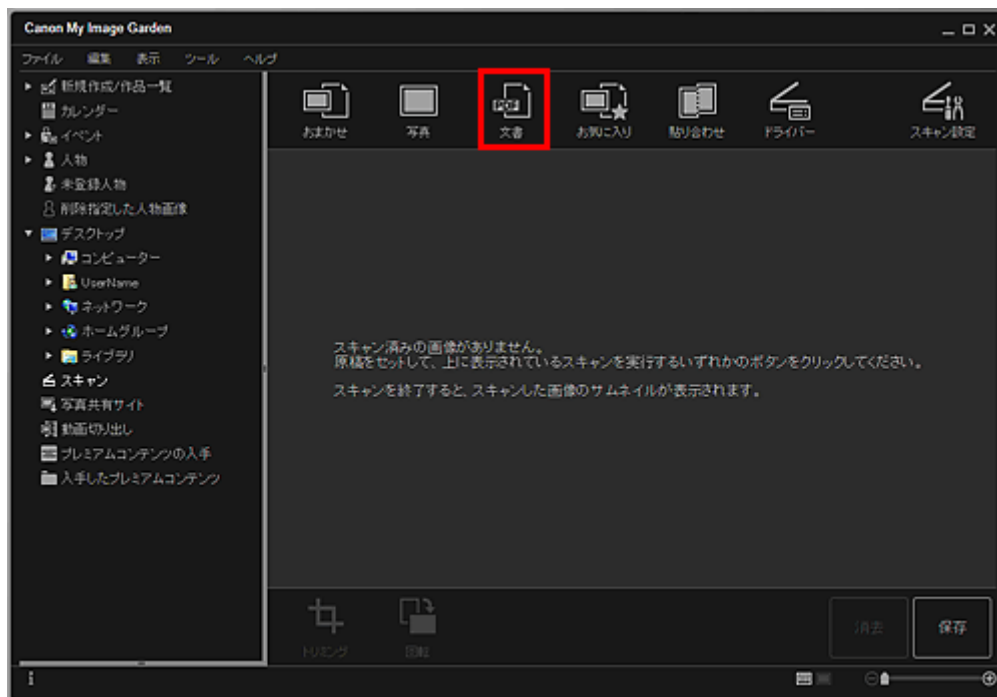 Canon My Image Garden
ファイル 編集 表示 ツール ヘルプ
新規作成/作品一覧
カレンダー
イベント
人物
未登録人物
削除指定した人物画像
デスクトップ
コンピューター
UserName
ネットワーク
ホームグループ
ライブラリ
スキャン
写真共有サイト
動画切り出し
プレミアムコンテンツの入手
入手したプレミアムコンテンツ
おまかせ 写真 PDF 文書 お気に入り 貼り合わせ ドライバー スキャン設定
スキャン済みの画像がありません。
原稿をセットして、上に表示されているスキャンを実行するいずれかのボタンをクリックしてください。
スキャンを終了すると、スキャンした画像のサムネイルが表示されます。
トリミング 回転 消去 保存